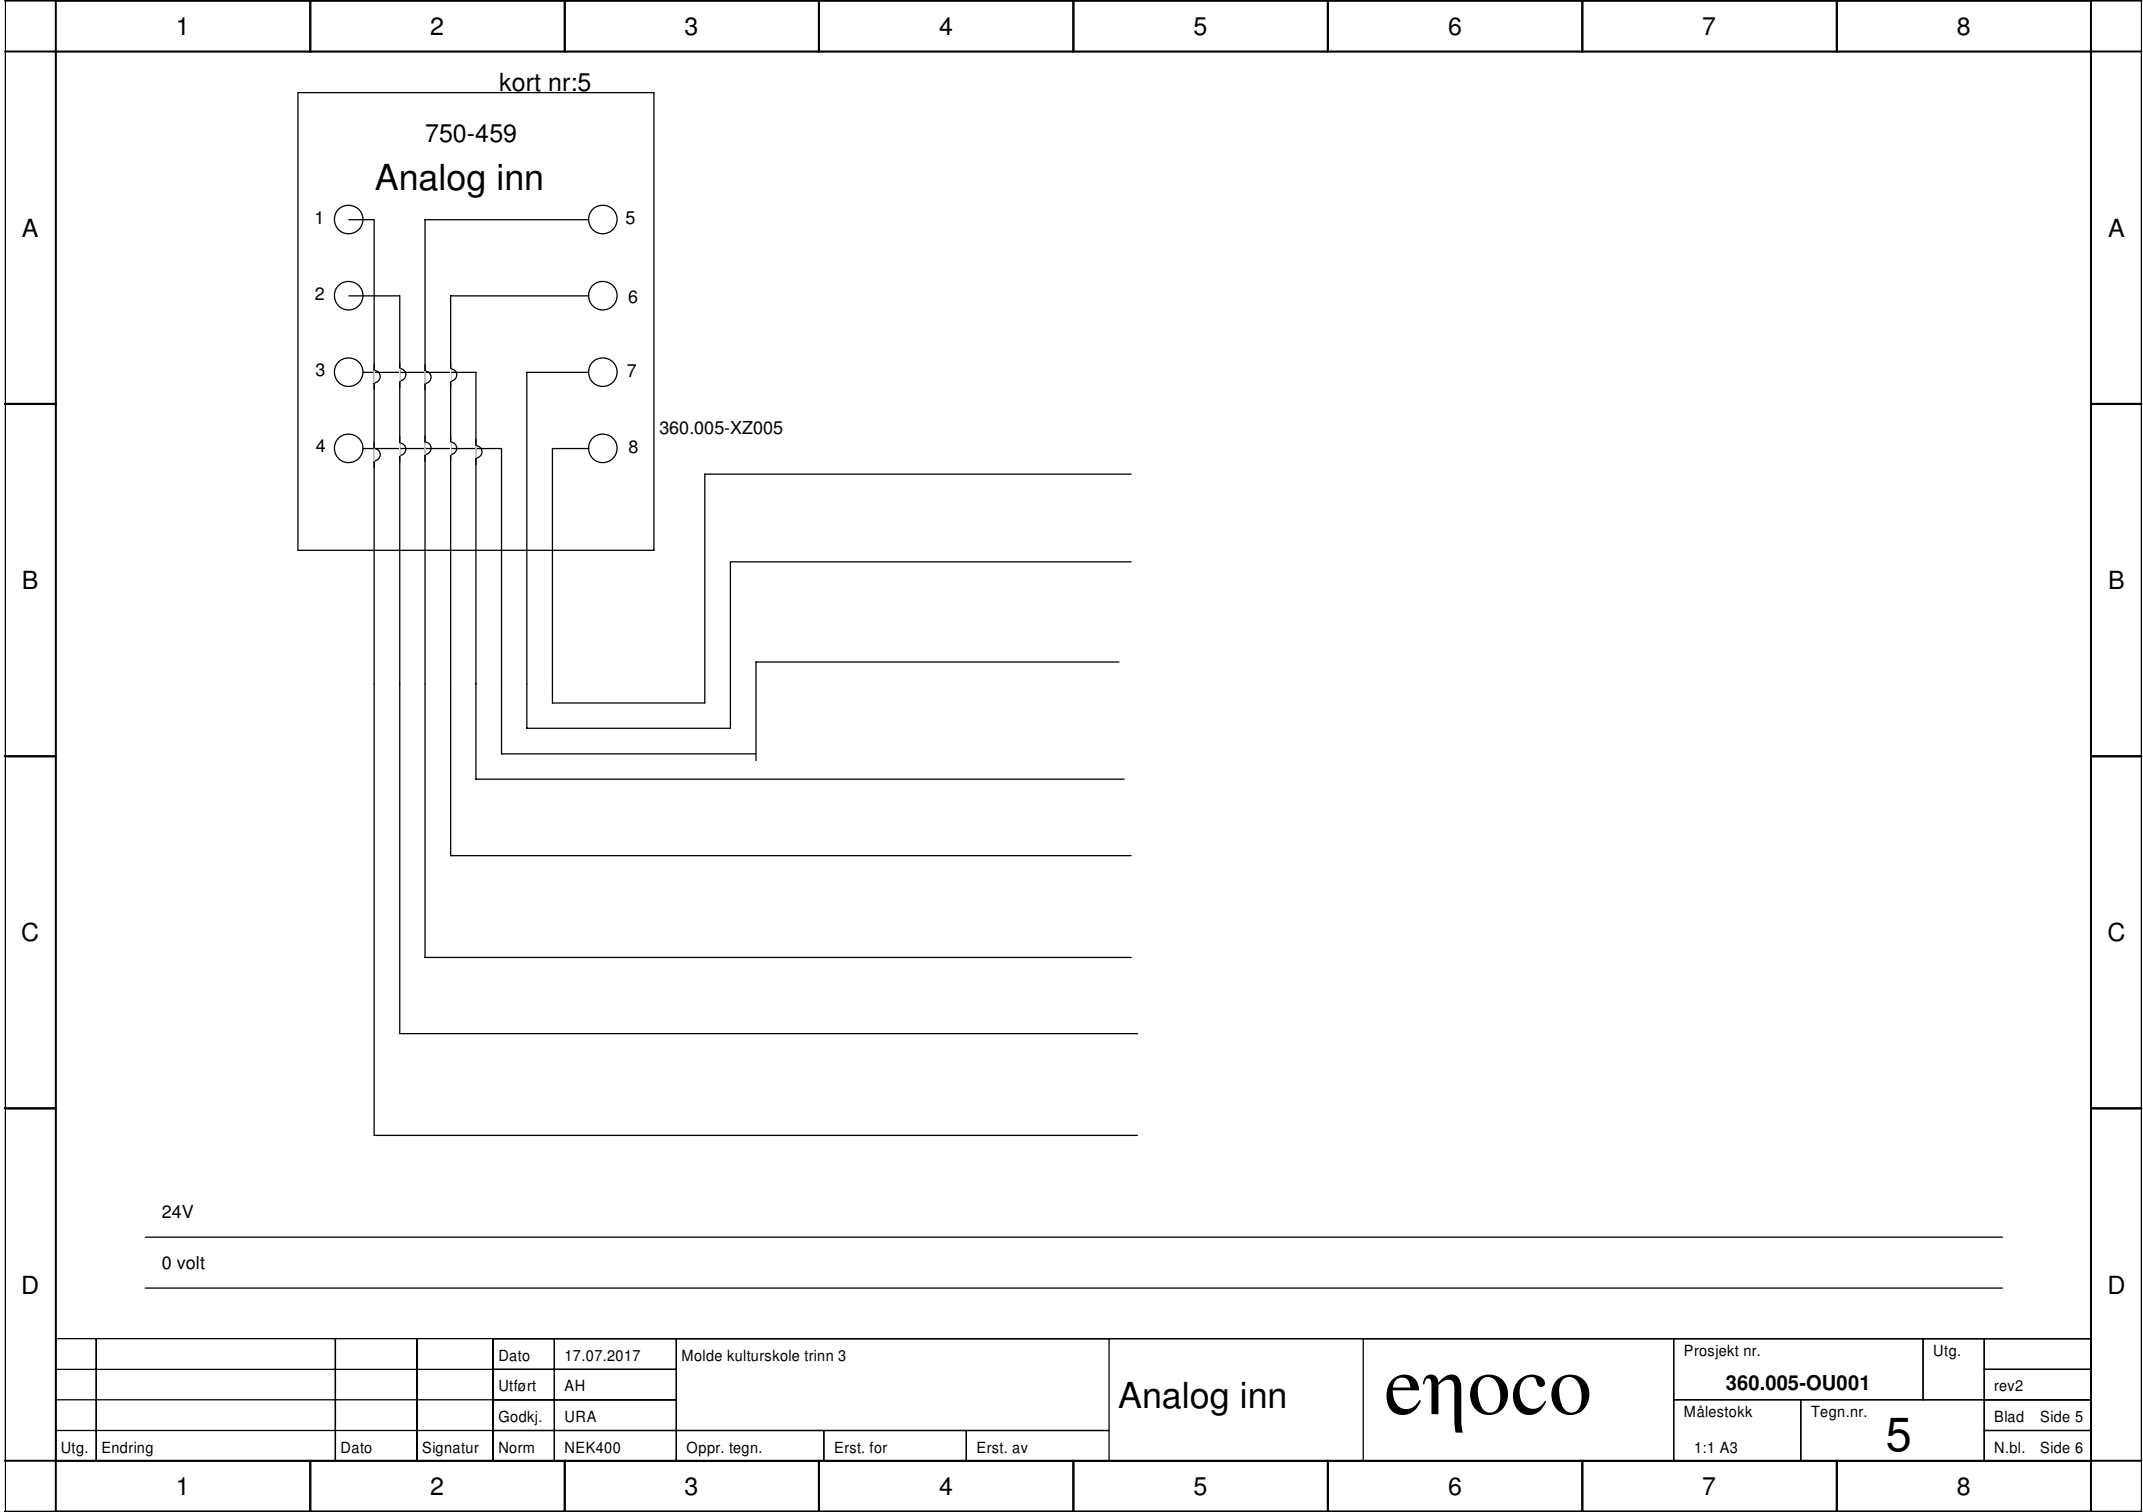 1 2 3 4 5 6 7 8
kort nr:5
750-459
Analog inn
1 5
A A
2 6
3 7
360.005-XZ005
4 8
B B
C C
24V
0 volt
D D
Dato 17.07.2017 Molde kulturskole trinn 3
Utført AH
Godkj. URA
Utg. Endring Dato Signatur Norm NEK400 Oppr. tegn. Erst. for Erst. av
Analog inn
eηoco
Prosjekt nr. Utg.
360.005-OU001 rev2
Målestokk Tegn.nr. Blad Side 5
1:1 A3 5 N.bl. Side 6
1 2 3 4 5 6 7 8